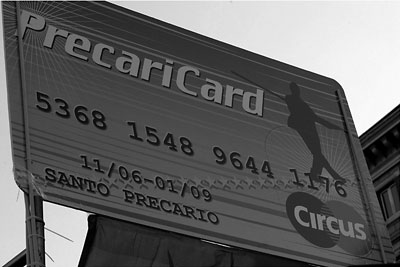 PrecariCard
5368 1548 9644 1176
11/06-01/09
SANTO PRECARIO
Circus